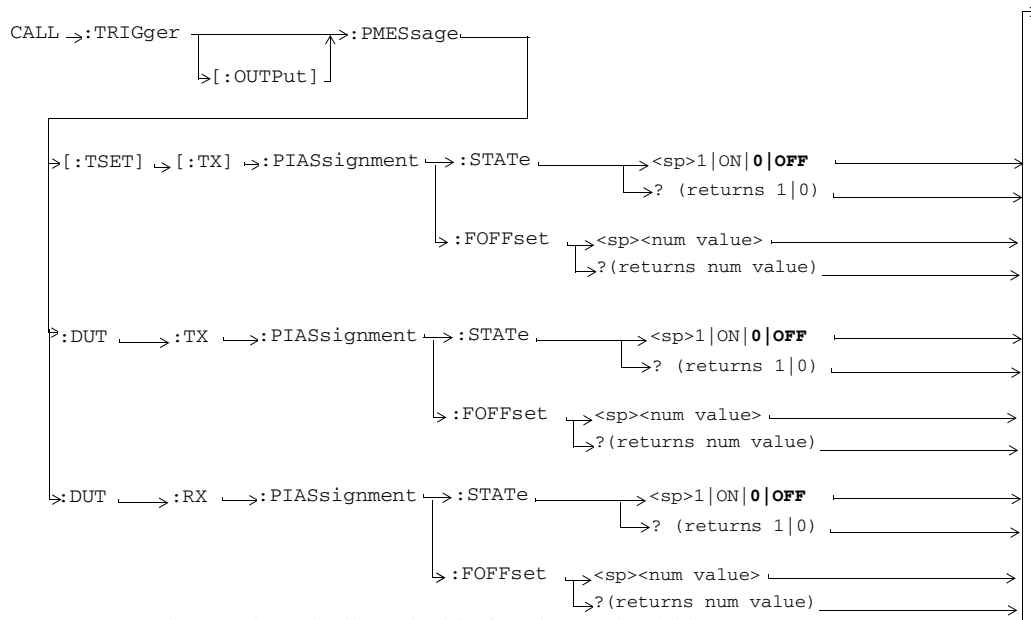 CALL :TRIGger :PMESsage
[:OUTPut]
[:TSET] [:TX] :PIASsignment :STATe <sp>1|ON|0|OFF
? (returns 1|0)
:FOFFset <sp><num value>
?(returns num value)
:DUT :TX :PIASsignment :STATe <sp>1|ON|0|OFF
? (returns 1|0)
:FOFFset <sp><num value>
?(returns num value)
:DUT :RX :PIASsignment :STATe <sp>1|ON|0|OFF
? (returns 1|0)
:FOFFset <sp><num value>
?(returns num value)